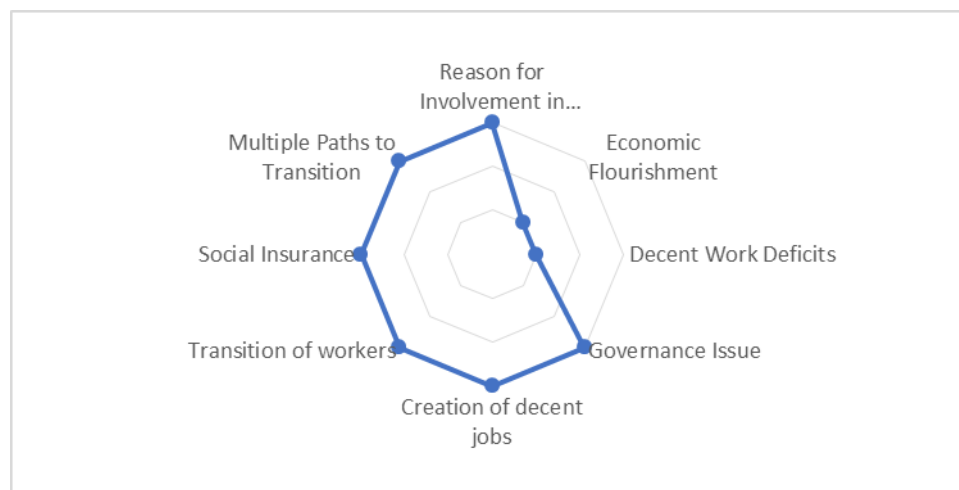 Reason for
Involvement in...
Economic
Flourishment
Decent Work Deficits
Governance Issue
Creation of decent
jobs
Transition of workers
Social Insurance
Multiple Paths to
Transition